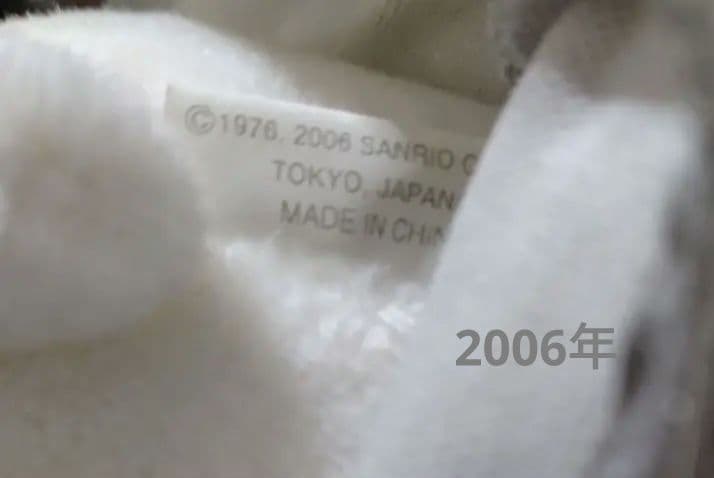 ©1976, 2006 SANRIO
TOKYO, JAPAN
MADE IN
2006年